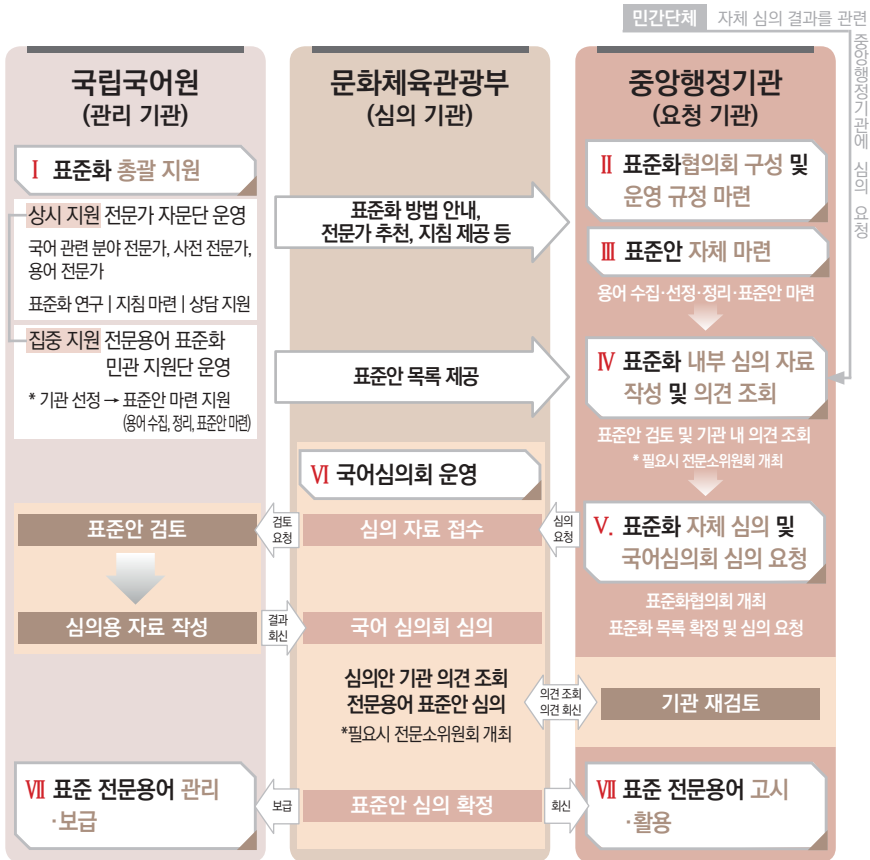 민간단체 자체 심의 결과를 관련
중앙행정기관에 심의 요청
국립국어원
(관리 기관)
Ⅰ 표준화 총괄 지원
상시 지원 전문가 자문단 운영
국어 관련 분야 전문가, 사전 전문가,
용어 전문가
표준화 연구 | 지침 마련 | 상담 지원
집중 지원 전문용어 표준화
민관 지원단 운영
* 기관 선정 → 표준안 마련 지원
(용어 수집, 정리, 표준안 마련)
표준안 검토
심의용 자료 작성
Ⅶ 표준 전문용어 관리
·보급
문화체육관광부
(심의 기관)
표준화 방법 안내,
전문가 추천, 지침 제공 등
표준안 목록 제공
Ⅵ 국어심의회 운영
검토
요청
심의 자료 접수
심의
요청
결과
회신
국어 심의회 심의
심의안 기관 의견 조회
전문용어 표준안 심의
*필요시 전문소위원회 개최
의견 조회
의견 회신
보급
표준안 심의 확정
회신
중앙행정기관
(요청 기관)
Ⅱ 표준화협의회 구성 및
운영 규정 마련
Ⅲ 표준안 자체 마련
용어 수집·선정·정리·표준안 마련
Ⅳ 표준화 내부 심의 자료
작성 및 의견 조회
표준안 검토 및 기관 내 의견 조회
* 필요시 전문소위원회 개최
Ⅴ. 표준화 자체 심의 및
국어심의회 심의 요청
표준화협의회 개최
표준화 목록 확정 및 심의 요청
기관 재검토
Ⅶ 표준 전문용어 고시
·활용